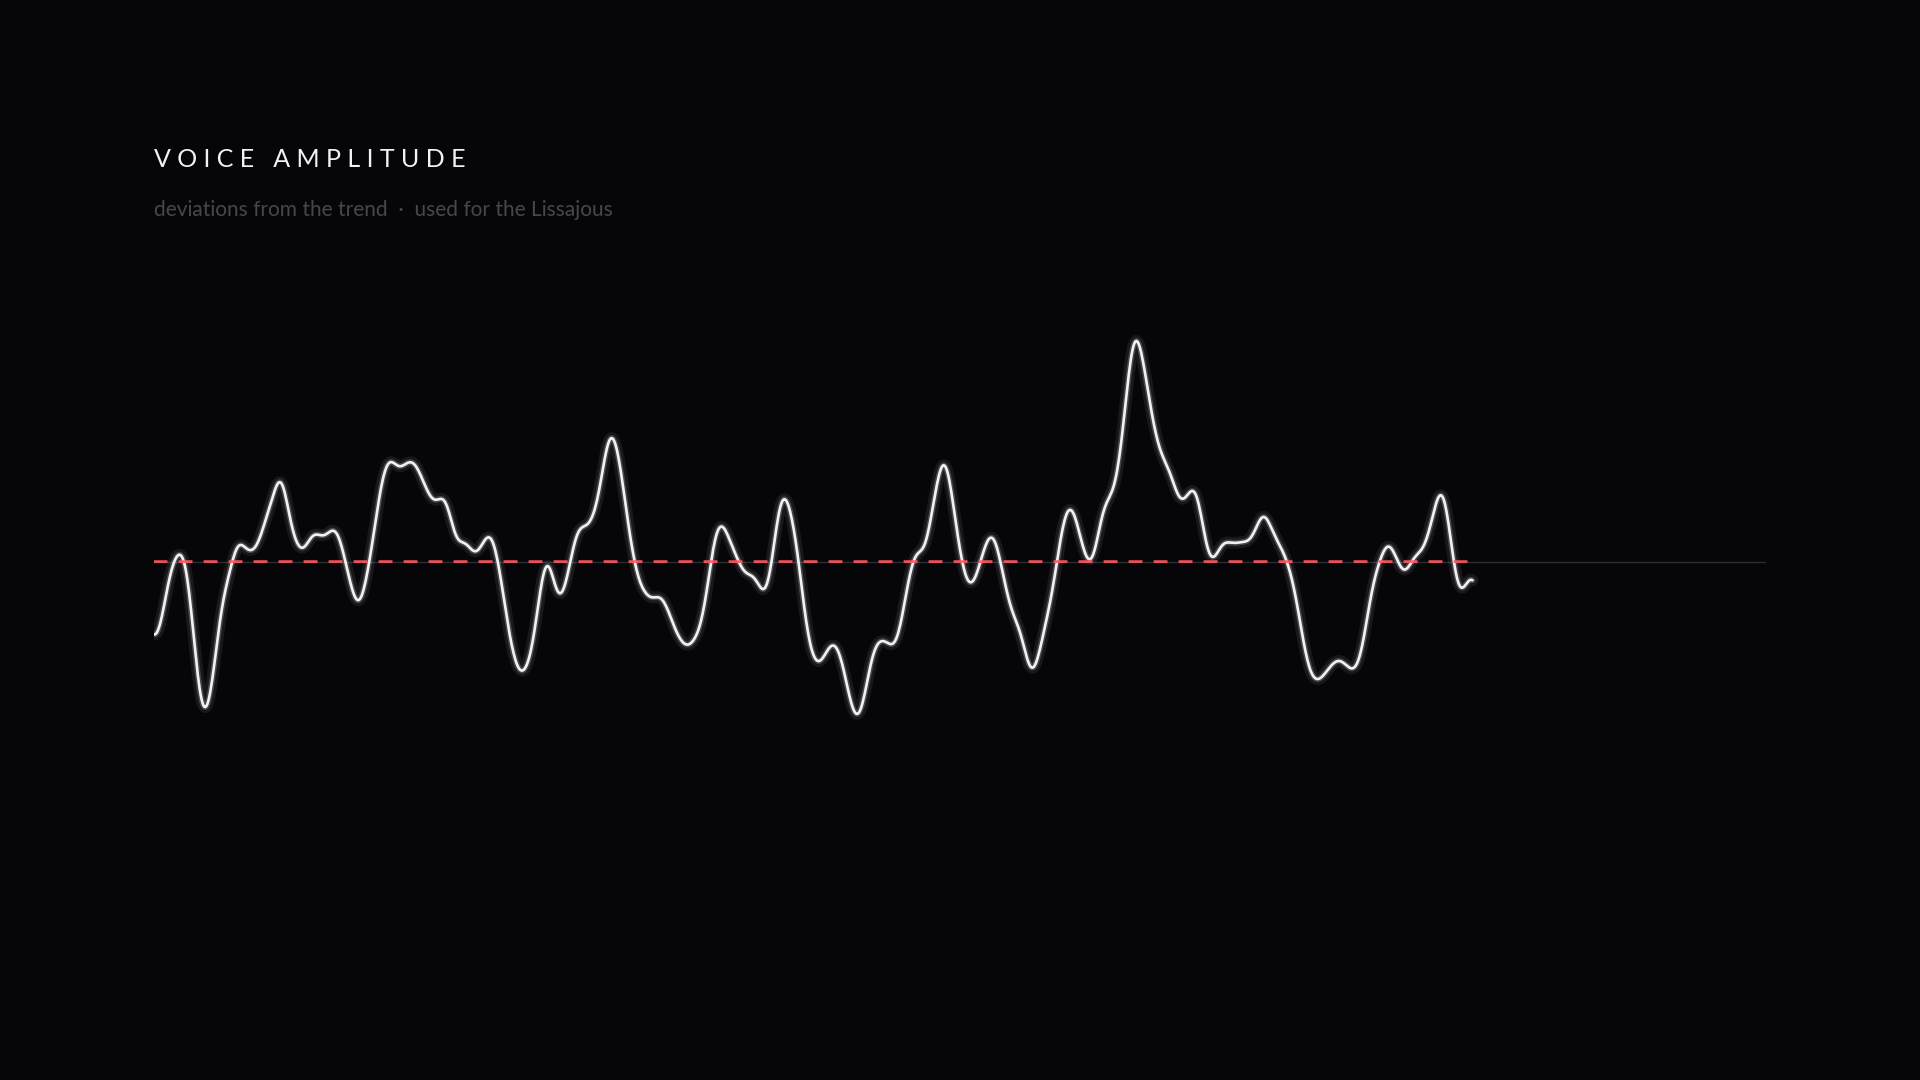 VOICE AMPLITUDE
deviations from the trend · used for the Lissajous